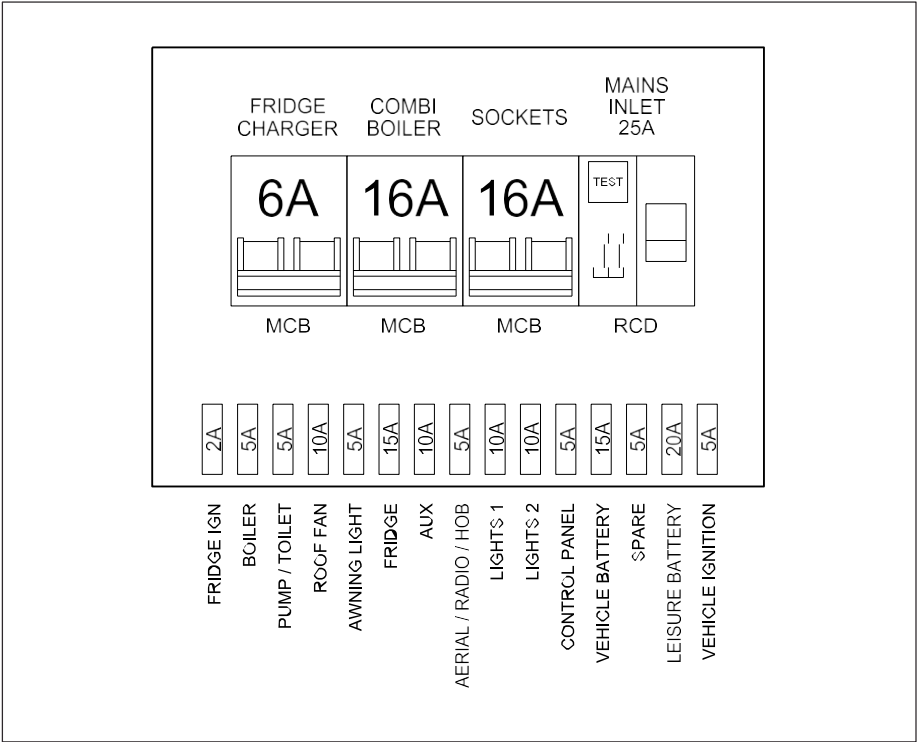 FRIDGE
CHARGER
COMBI
BOILER
SOCKETS
MAINS
INLET
25A
6A
16A
16A
TEST
MCB
MCB
MCB
RCD
2A
5A
5A
10A
5A
15A
10A
5A
10A
10A
5A
15A
5A
20A
5A
FRIDGE IGN
BOILER
PUMP / TOILET
ROOF FAN
AWNING LIGHT
FRIDGE
AUX
AERIAL / RADIO / HOB
LIGHTS 1
LIGHTS 2
CONTROL PANEL
VEHICLE BATTERY
SPARE
LEISURE BATTERY
VEHICLE IGNITION